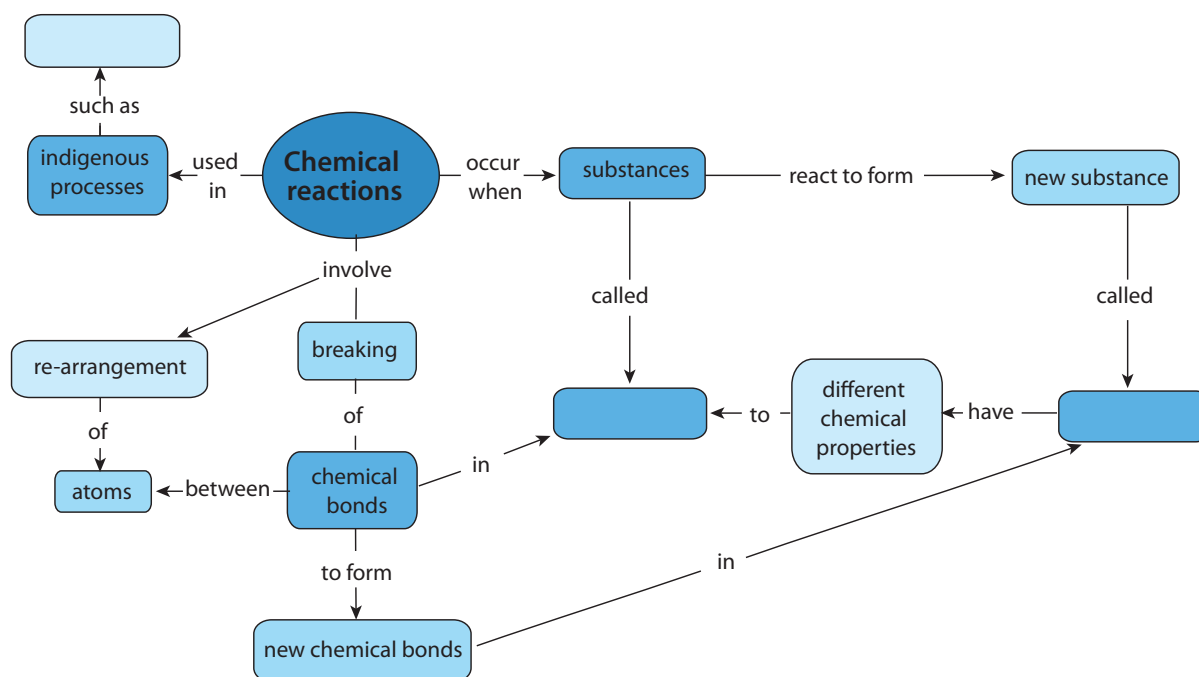 such as
indigenous
processes
used
in
Chemical
reactions
occur
when
substances
react to form
new substance
involve
called
called
re-arrangement
breaking
different
chemical
properties
of
of
to
have
atoms
between
chemical
bonds
in
to form
in
new chemical bonds